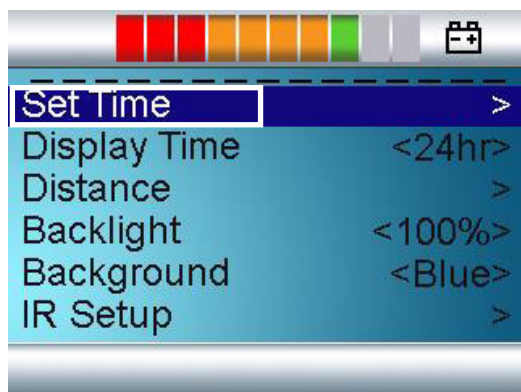 Set Time >
Display Time <24hr>
Distance >
Backlight <100%>
Background <Blue>
IR Setup >